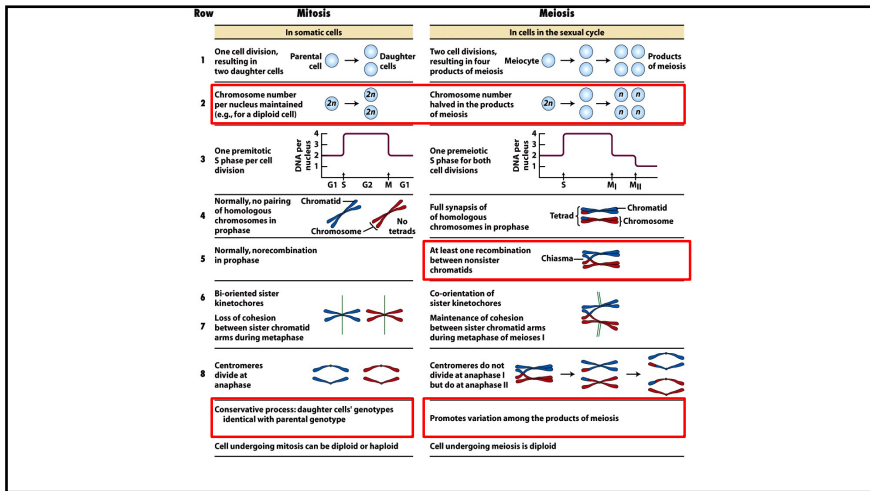 Row Mitosis Meiosis
In somatic cells In cells in the sexual cycle
1
One cell division,
resulting in
two daughter cells
Parental
cell
Daughter
cells
Two cell divisions,
resulting in four
products of meiosis
Meiocyte
Products
of meiosis
2
Chromosome number
per nucleus maintained
(e.g., for a diploid cell)
2n
2n
2n
Chromosome number
halved in the products
of meiosis
2n
n n
n n
3
One premitotic
S phase per cell
division
DNA per
nucleus
4
3
2
1
G1 S G2 M G1
One premeiotic
S phase for both
cell divisions
DNA per
nucleus
4
3
2
1
S MI MII
4
Normally, no pairing
of homologous
chromosomes in
prophase
Chromatid
Chromosome
No
tetrads
Full synapsis of
of homologous
chromosomes in prophase
Tetrad
Chromatid
Chromosome
5
Normally, norecombination
in prophase
At least one recombination
between nonsister
chromatids
Chiasma
6
Bi-oriented sister
kinetochores
Co-orientation of
sister kinetochores
7
Loss of cohesion
between sister chromatid
arms during metaphase
Maintenance of cohesion
between sister chromatid arms
during metaphase of meioses I
8
Centromeres
divide at
anaphase
Centromeres do not
divide at anaphase I
but do at anaphase II
Conservative process: daughter cells' genotypes
identical with parental genotype
Promotes variation among the products of meiosis
Cell undergoing mitosis can be diploid or haploid
Cell undergoing meiosis is diploid